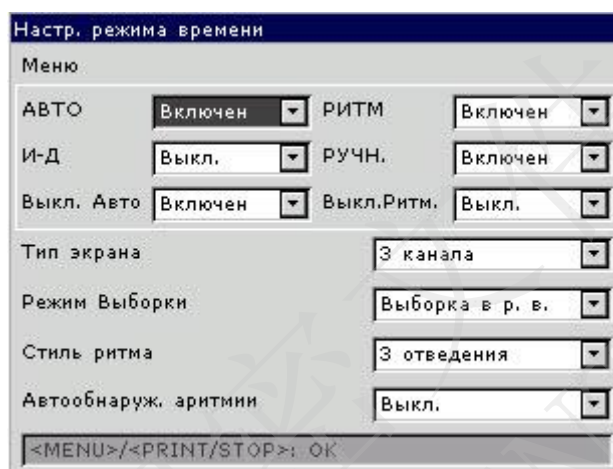 Настр. режима времени
Меню
АВТО Включен РИТМ Включен
И-Д Выкл. РУЧН. Включен
Выкл. Авто Включен Выкл.Ритм. Выкл.
Тип экрана 3 канала
Режим Выборки Выборка в р. в.
Стиль ритма 3 отведения
Автообнаруж. аритмии Выкл.
<MENU>/<PRINT/STOP>: OK